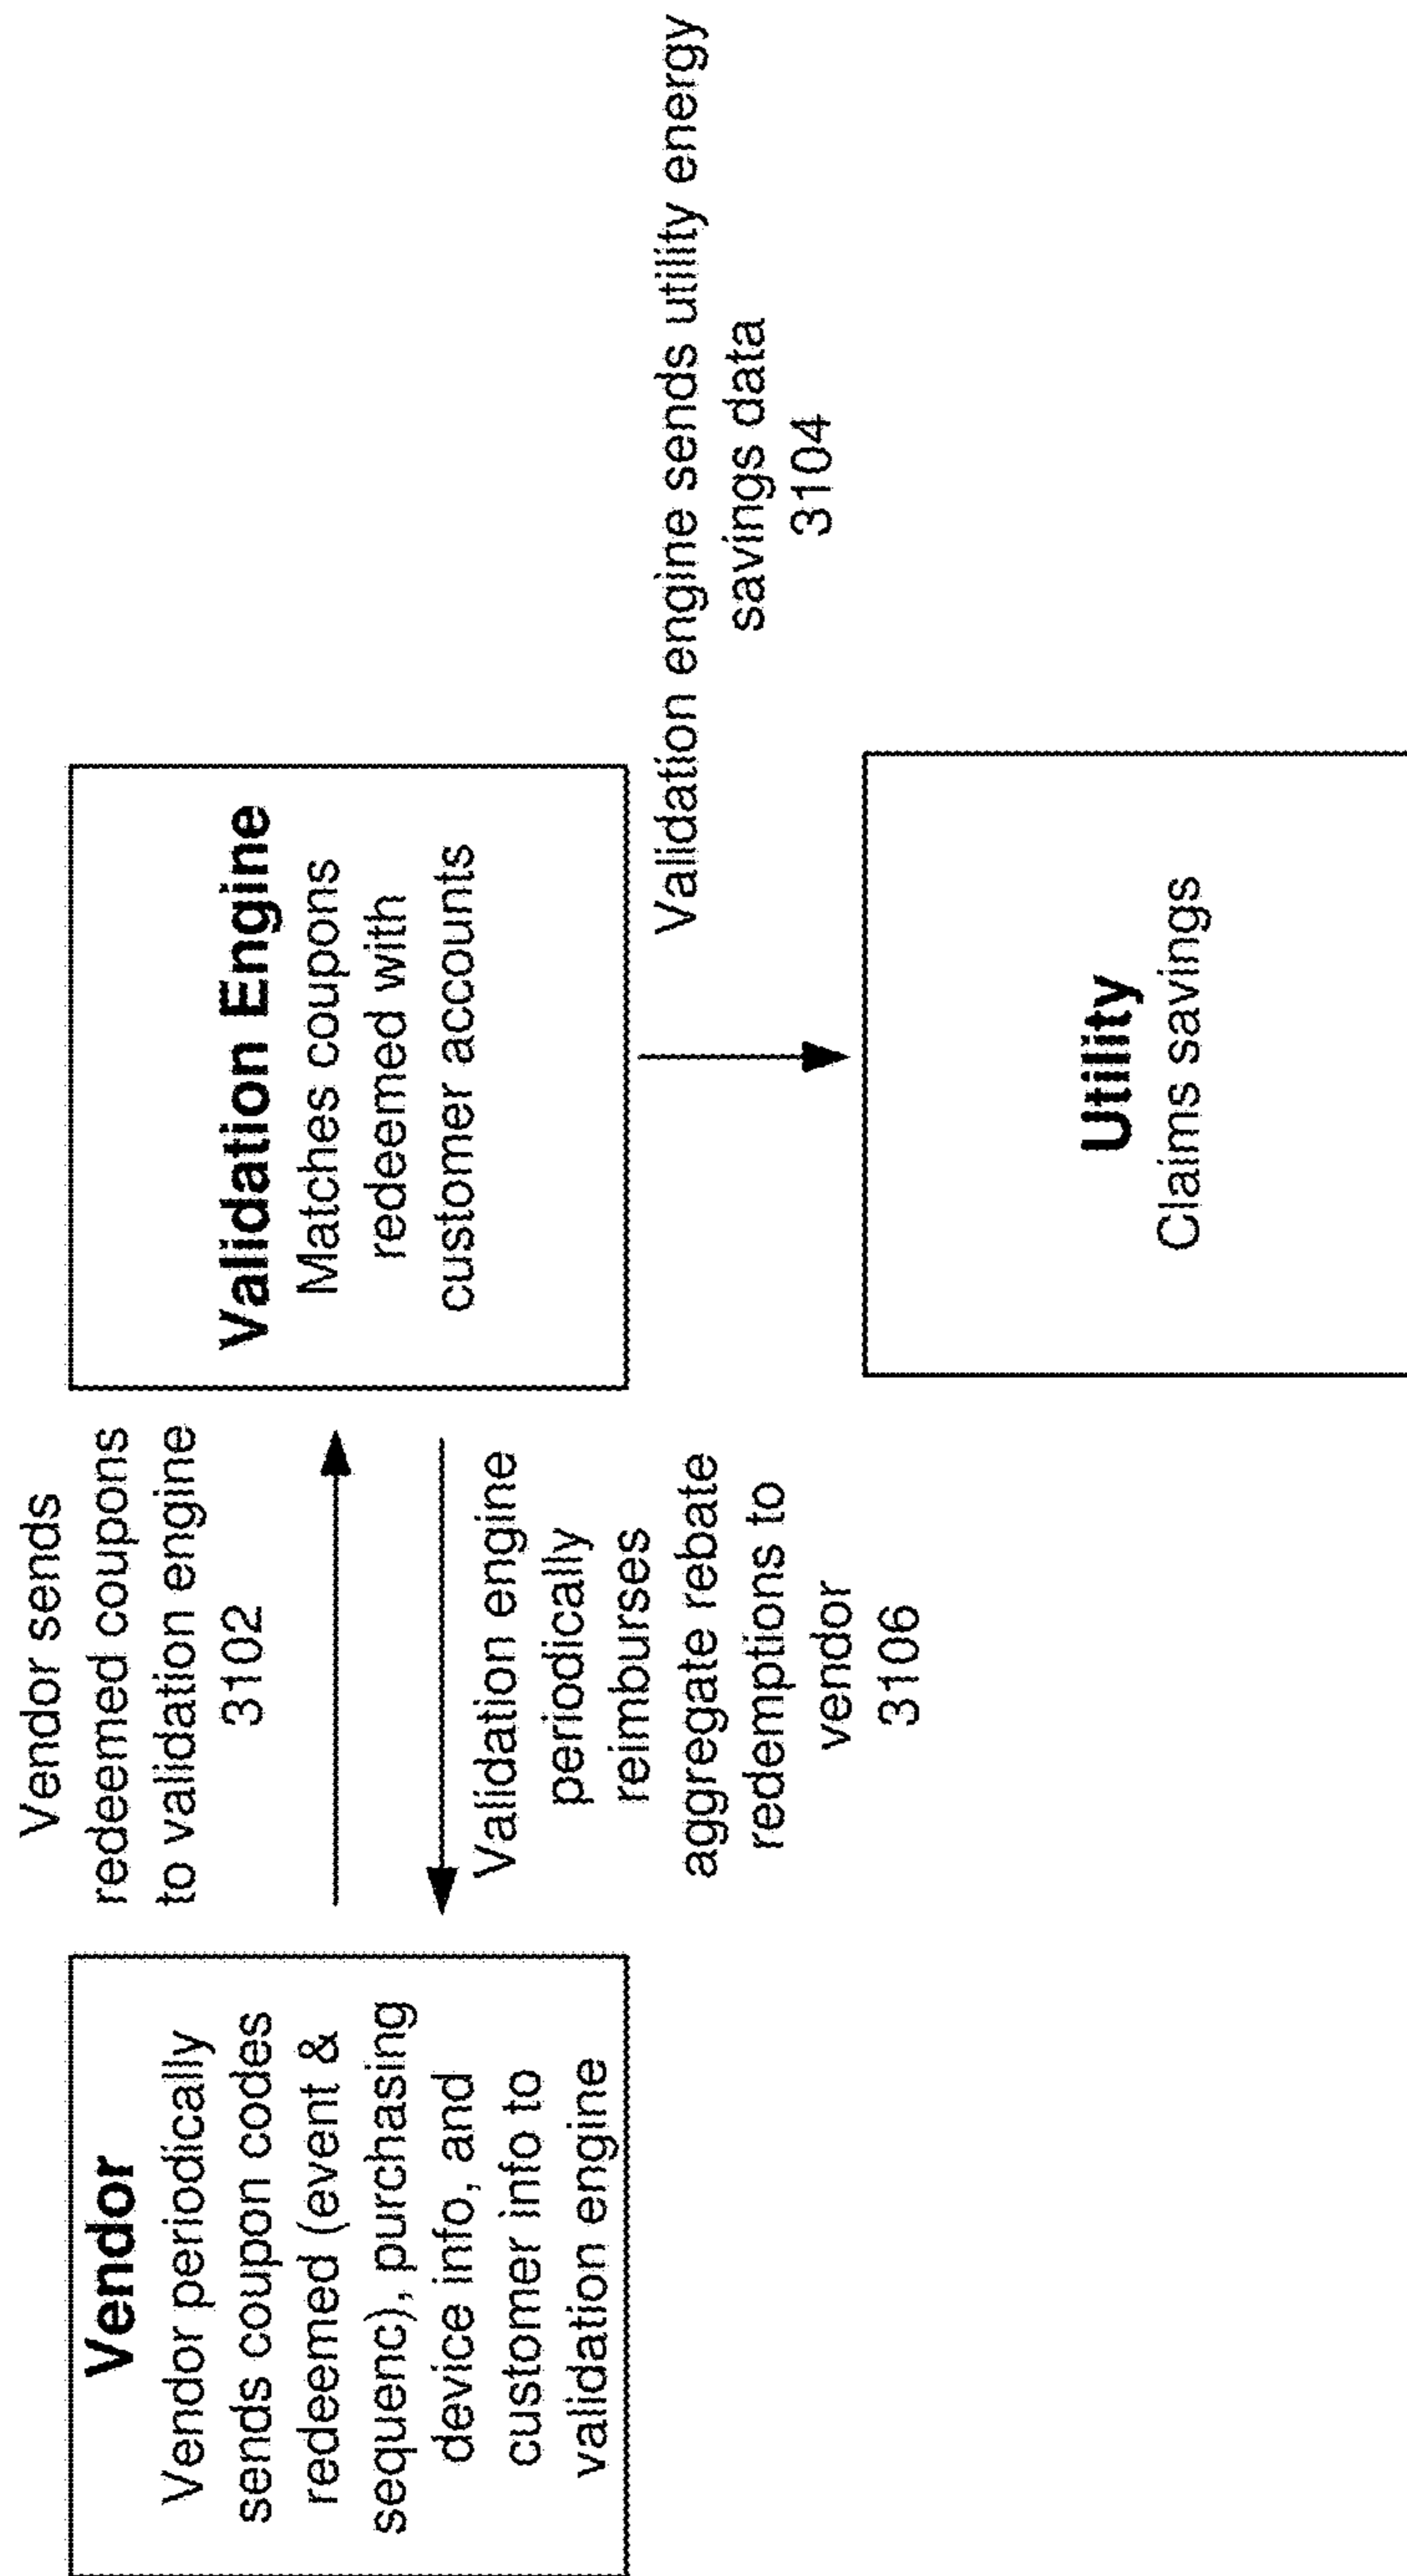 Vendor
Vendor periodically
sends coupon codes
redeemed (event &
sequenc), purchasing
device info, and
customer info to
validation engine
Vendor sends
redeemed coupons
to validation engine
3102
Validation engine
periodically
reimburses
aggregate rebate
redemptions to
vendor
3106
Validation Engine
Matches coupons
redeemed with
customer accounts
Validation engine sends utility energy
savings data
3104
Utility
Claims savings